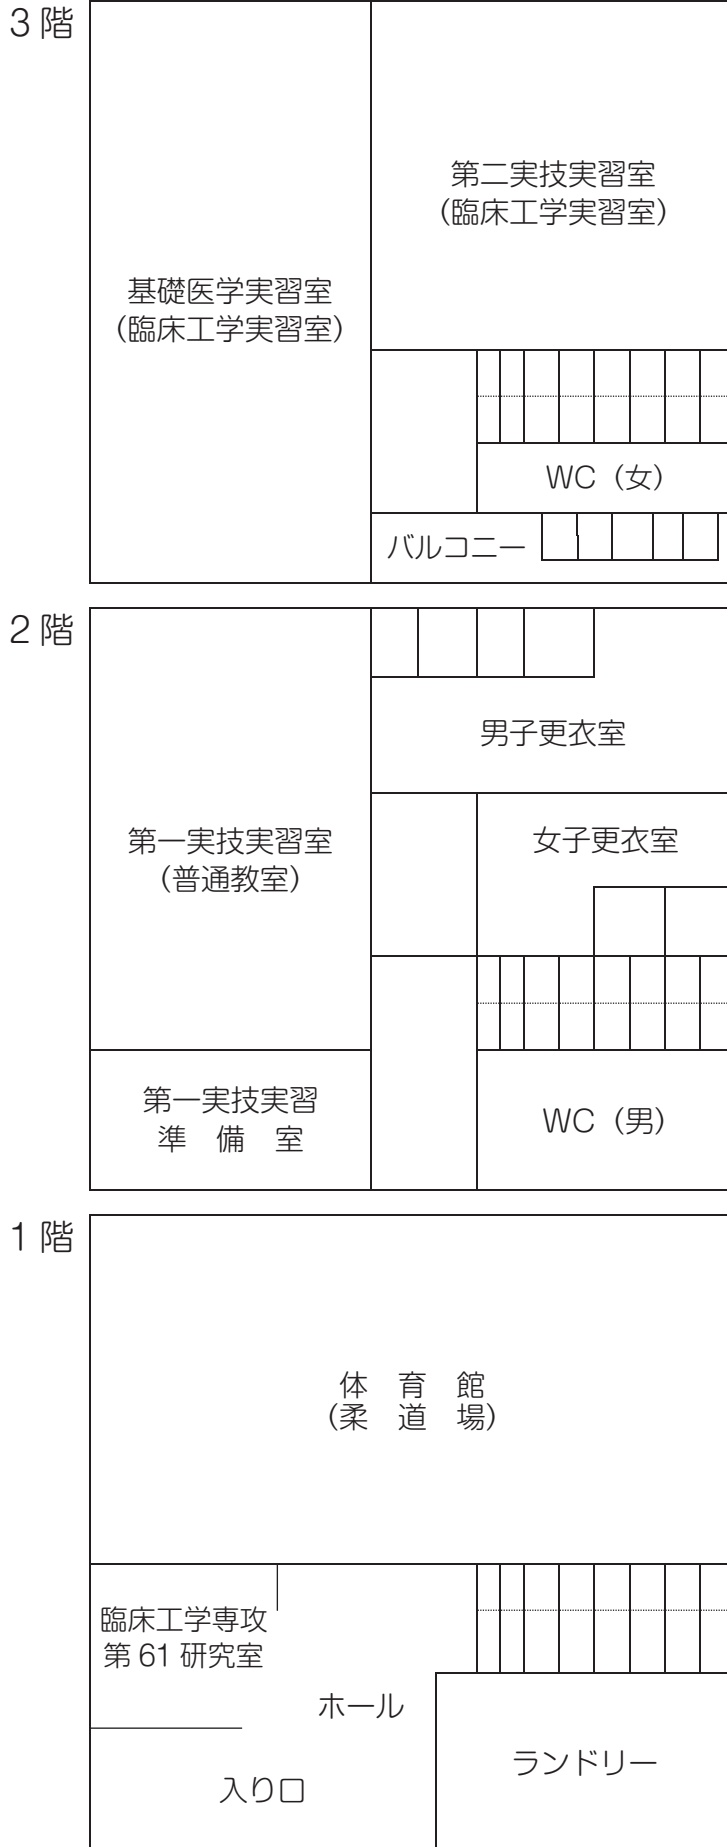 3階
第二実技実習室
(臨床工学実習室)
基礎医学実習室
(臨床工学実習室)
WC(女)
バルコニー
2階
男子更衣室
女子更衣室
第一実技実習室
(普通教室)
第一実技実習
準 備 室
WC(男)
1階
体 育 館
(柔 道 場)
臨床工学専攻
第61研究室
ホール
ランドリー
入り口